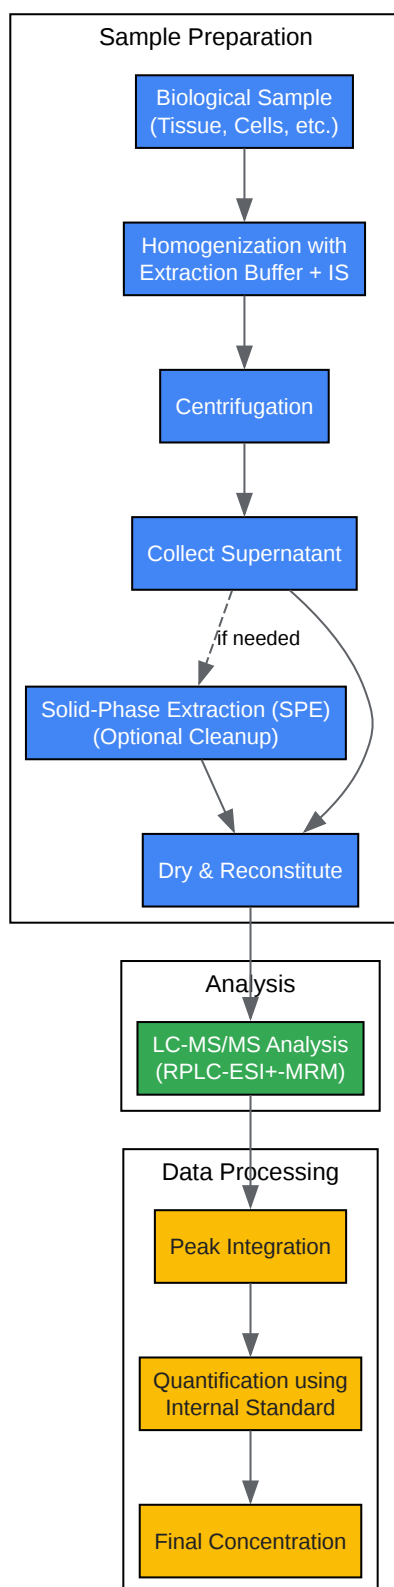 Sample Preparation
Biological Sample
(Tissue, Cells, etc.)
Homogenization with
Extraction Buffer + IS
Centrifugation
Collect Supernatant
if needed
Solid-Phase Extraction (SPE)
(Optional Cleanup)
Dry & Reconstitute
Analysis
LC-MS/MS Analysis
(RPLC-ESI+-MRM)
Data Processing
Peak Integration
Quantification using
Internal Standard
Final Concentration